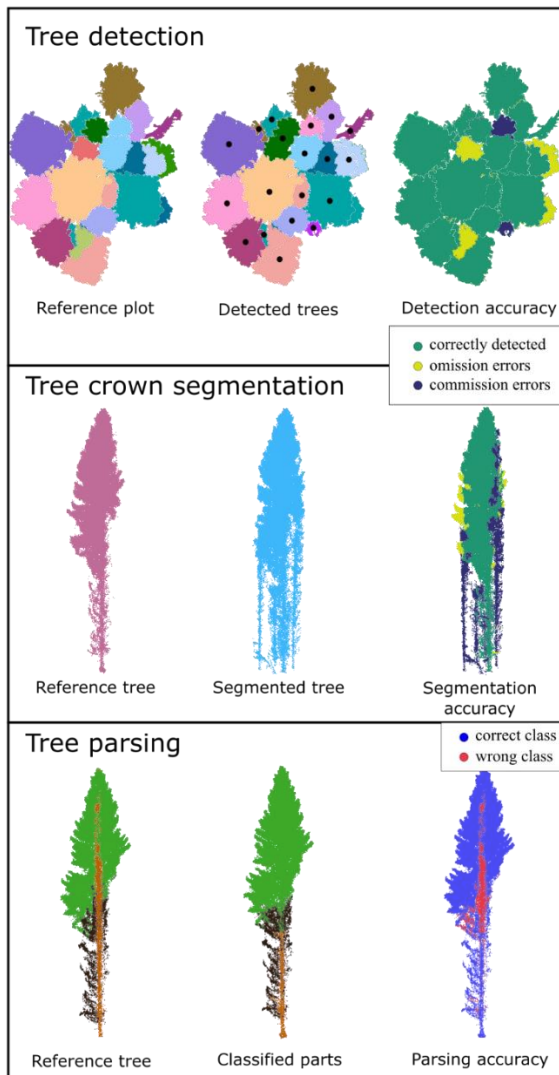 Tree detection
Reference plot
Detected trees
Detection accuracy
correctly detected
omission errors
commission errors
Tree crown segmentation
Reference tree
Segmented tree
Segmentation
accuracy
Tree parsing
correct class
wrong class
Reference tree
Classified parts
Parsing accuracy